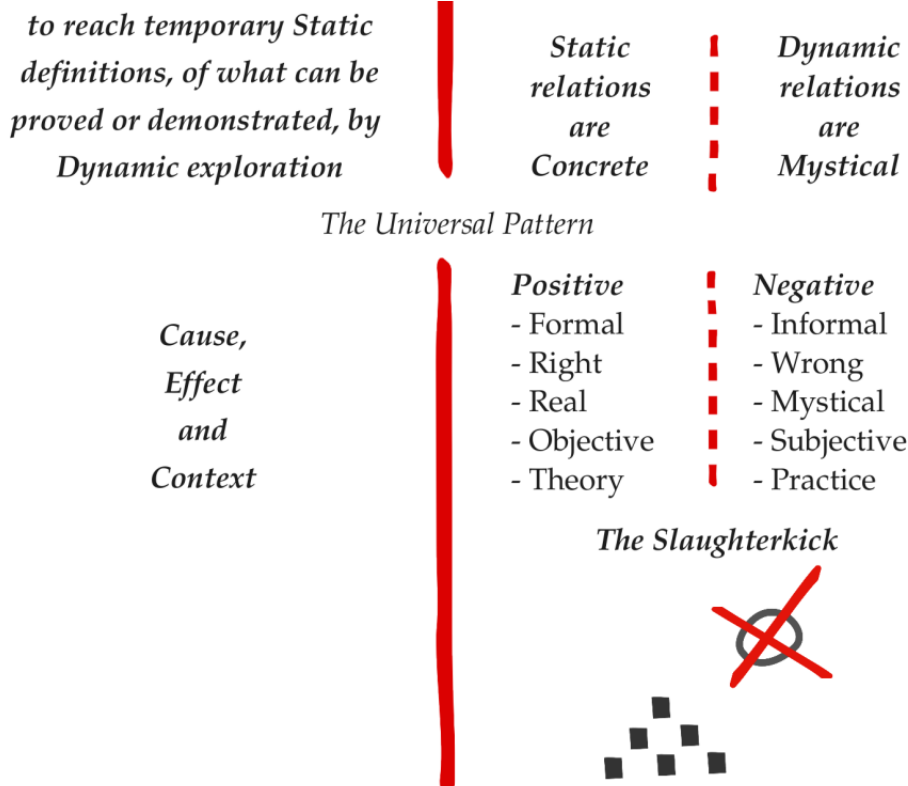 to reach temporary Static
definitions, of what can be
proved or demonstrated, by
Dynamic exploration
Static
relations
are
Concrete
Dynamic
relations
are
Mystical
The Universal Pattern
Cause,
Effect
and
Context
Positive
- Formal
- Right
- Real
- Objective
- Theory
Negative
- Informal
- Wrong
- Mystical
- Subjective
- Practice
The Slaughterkick